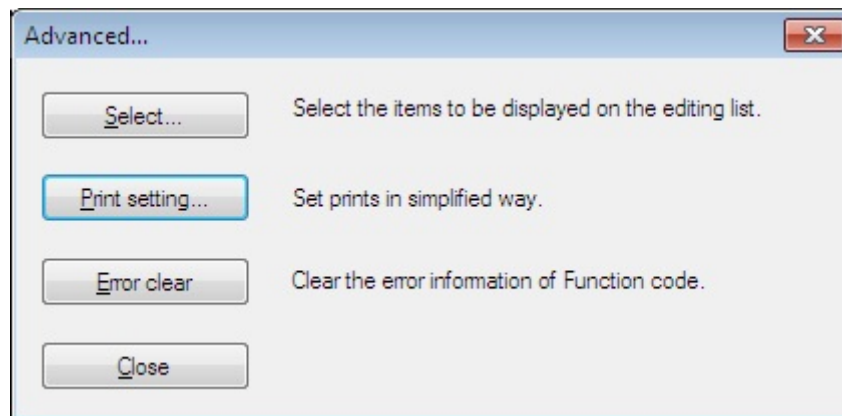 Advanced...
Select... Select the items to be displayed on the editing list.
Print setting... Set prints in simplified way.
Error clear Clear the error information of Function code.
Close